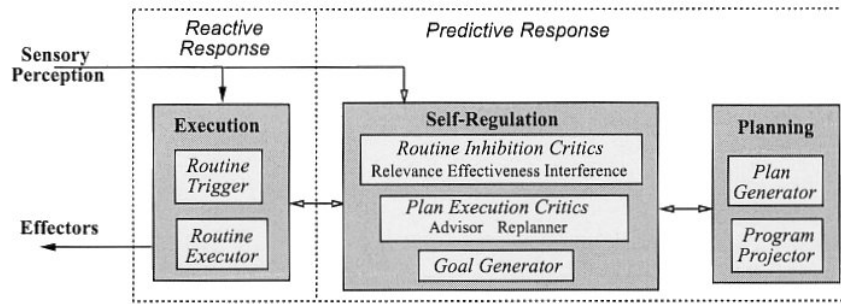 Reactive
Response
Predictive Response
Sensory
Perception
Execution
Routine
Trigger
Routine
Executor
Effectors
Self-Regulation
Routine Inhibition Critics
Relevance Effectiveness Interference
Plan Execution Critics
Advisor Replanner
Goal Generator
Planning
Plan
Generator
Program
Projector